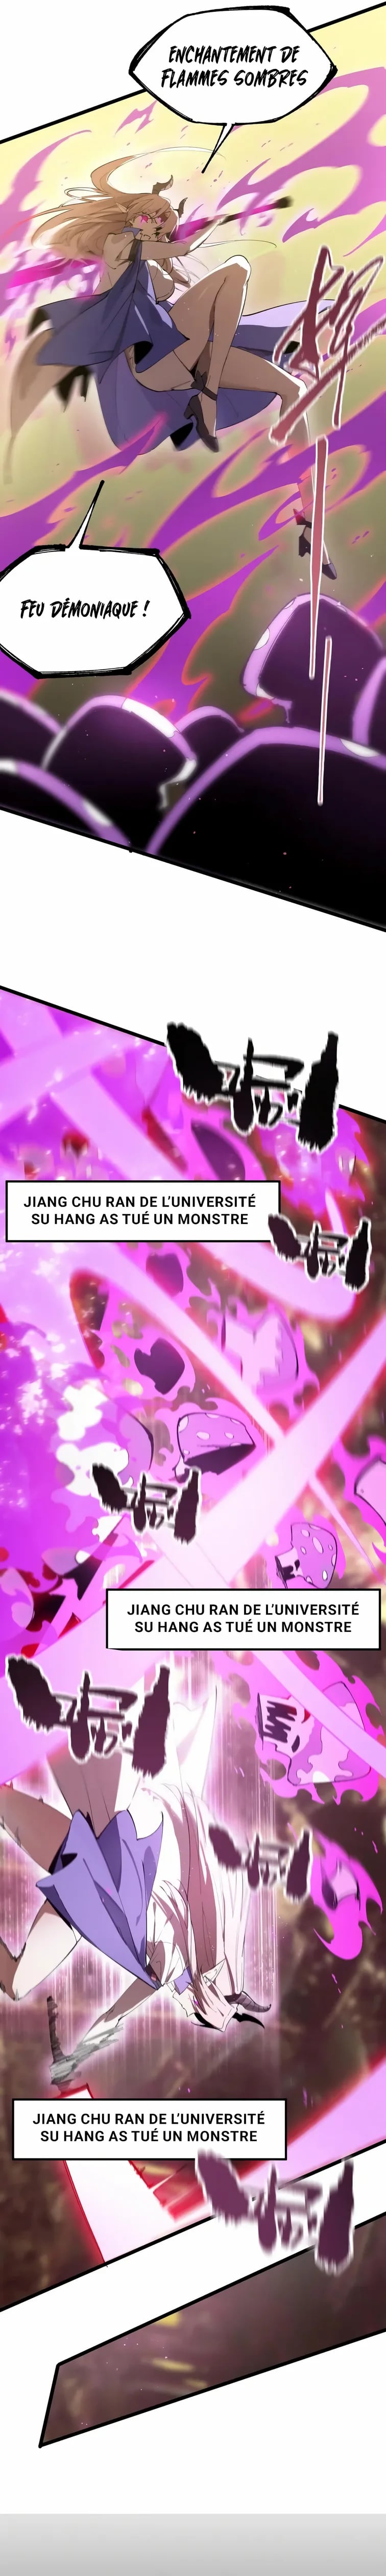 ENCHANTEMENT DE
FLAMMES SOMBRES
FEU DÉMONIAQUE !
JIANG CHU RAN DE L'UNIVERSITÉ
SU HANG AS TUÉ UN MONSTRE
JIANG CHU RAN DE L'UNIVERSITÉ
SU HANG AS TUÉ UN MONSTRE
JIANG CHU RAN DE L'UNIVERSITÉ
SU HANG AS TUÉ UN MONSTRE